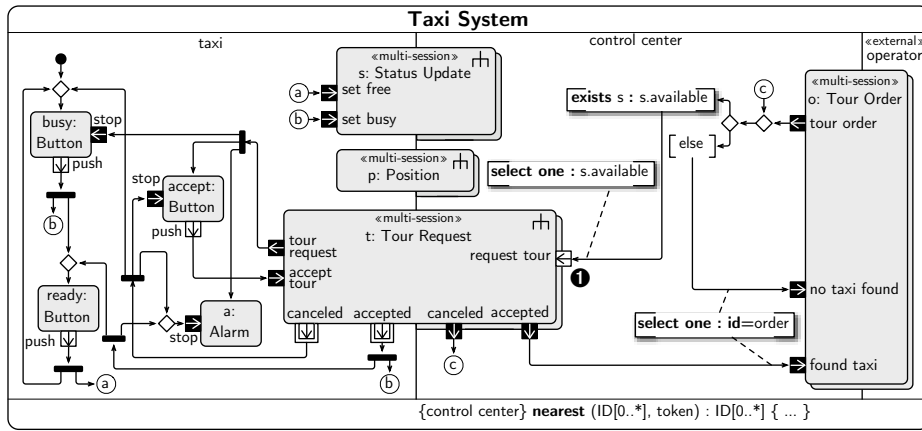 Taxi System
taxi
control center
«external»
operator
«multi-session»
s: Status Update
a
set free
b
set busy
«multi-session»
p: Position
busy:
Button
stop
push
b
stop
accept:
Button
push
ready:
Button
push
a
a:
Alarm
stop
«multi-session»
t: Tour Request
tour
request
accept
tour
request tour
canceled
accepted
canceled
accepted
b
c
1
exists s : s.available
[else]
select one : s.available
select one : id=order
c
«multi-session»
o: Tour Order
tour order
no taxi found
found taxi
{control center} nearest (ID[0..*], token) : ID[0..*] { ... }